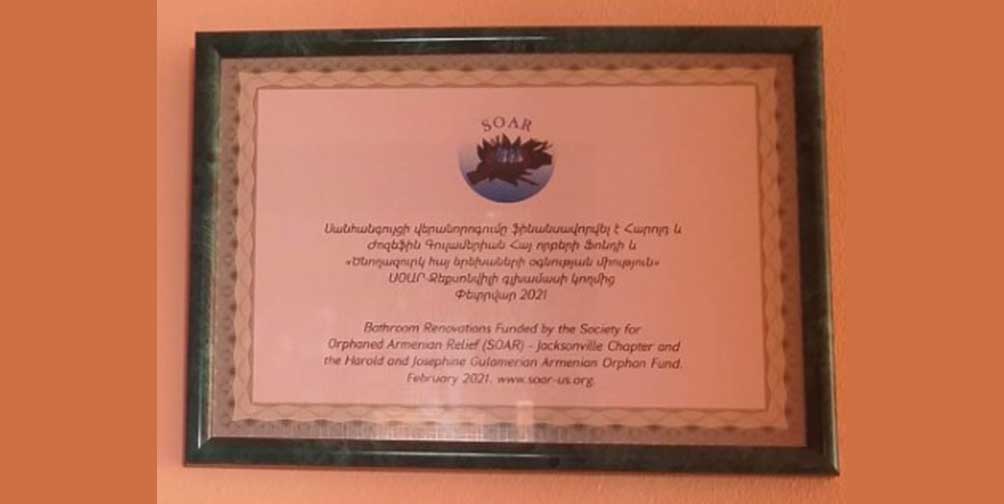 SOAR
Սանհանգույցի վերանորոգումը ֆինանսավորվել է Հարոլդ և
Ժոզեֆին Գուլամերիան Հայ որբերի Ֆոնդի և
«Ծնողազուրկ հայ երեխաների օգնության միություն»
ՍՕԱՐ Ջեքսոնվիլի գլխամասի կողմից
Փետրվար 2021
Bathroom Renovations Funded by the Society for
Orphaned Armenian Relief (SOAR) - Jacksonville Chapter and
the Harold and Josephine Gulamerian Armenian Orphan Fund.
February 2021. www.soar-us.org.